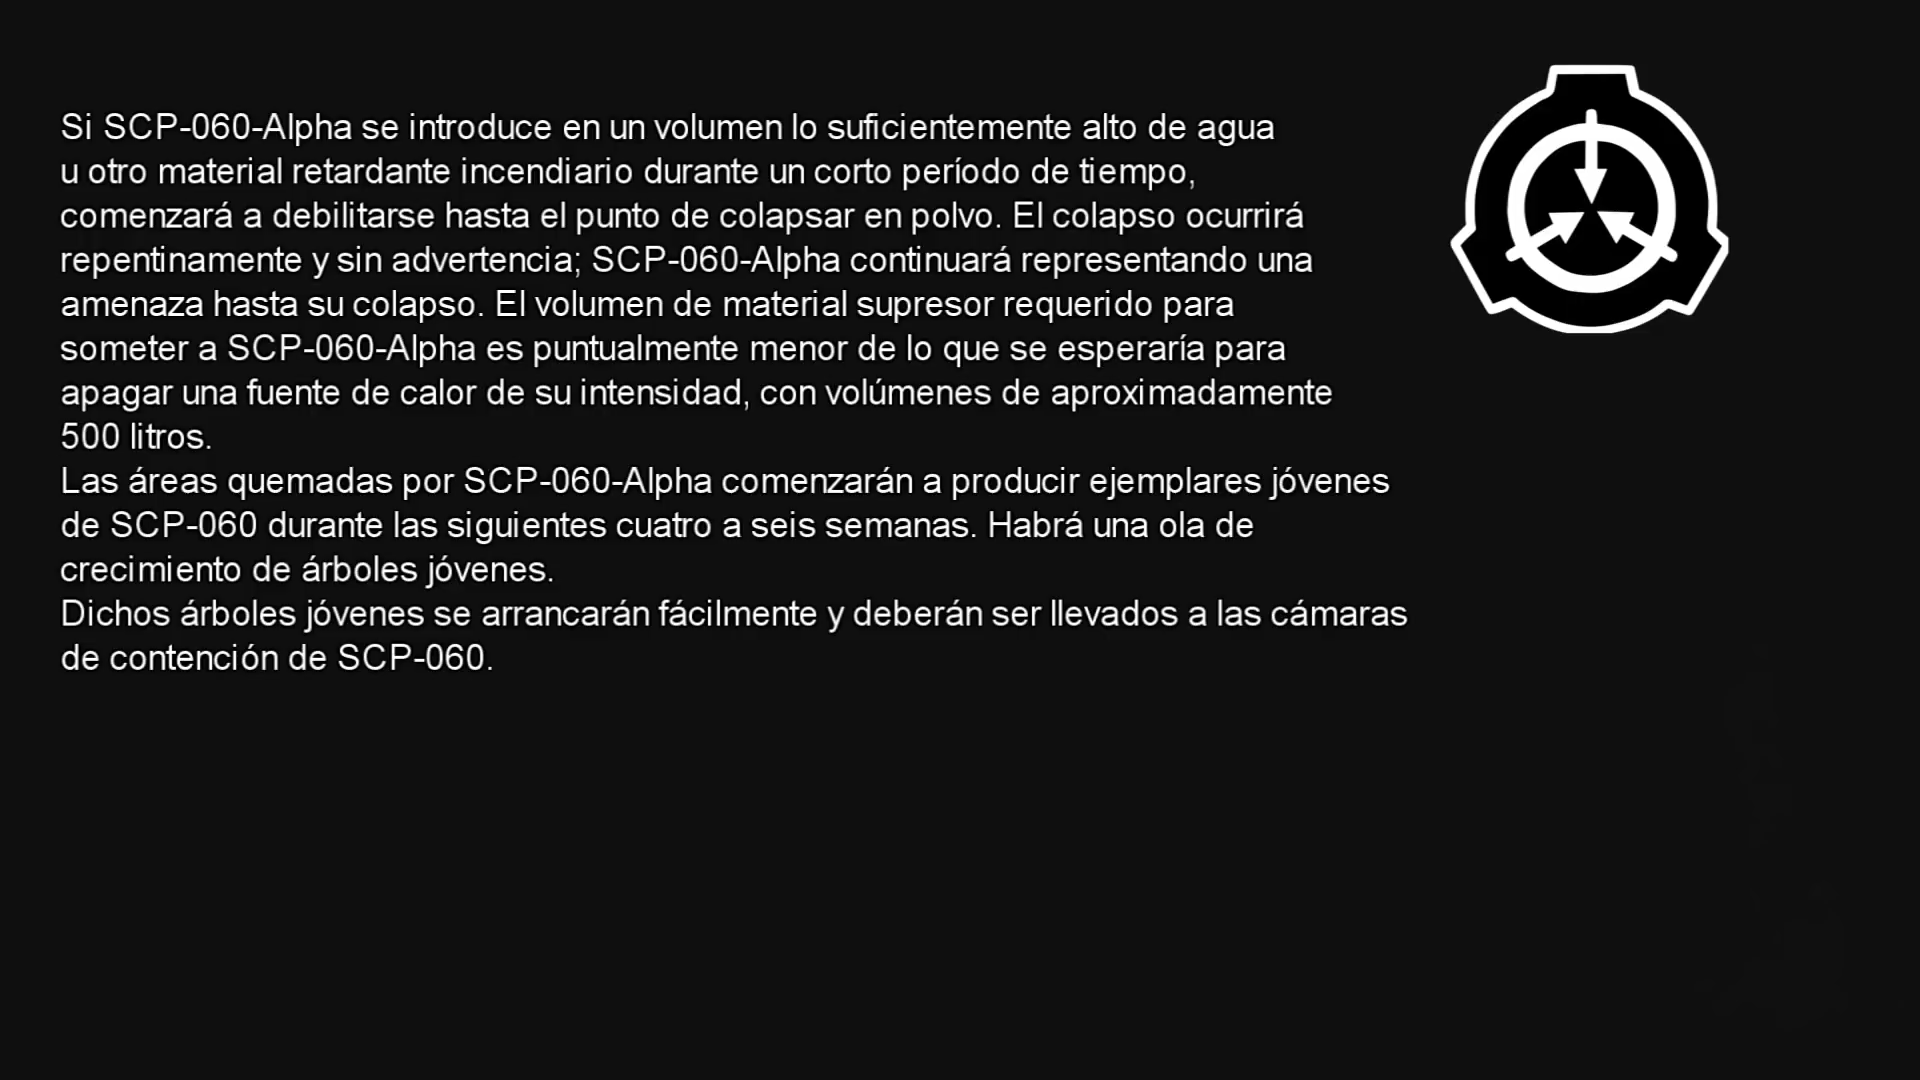 Si SCP-060-Alpha se introduce en un volumen lo suficientemente alto de agua
u otro material retardante incendiario durante un corto período de tiempo,
comenzará a debilitarse hasta el punto de colapsar en polvo. El colapso ocurrirá
repentinamente y sin advertencia; SCP-060-Alpha continuará representando una
amenaza hasta su colapso. El volumen de material supresor requerido para
someter a SCP-060-Alpha es puntualmente menor de lo que se esperaría para
apagar una fuente de calor de su intensidad, con volúmenes de aproximadamente
500 litros.
Las áreas quemadas por SCP-060-Alpha comenzarán a producir ejemplares jóvenes
de SCP-060 durante las siguientes cuatro a seis semanas. Habrá una ola de
crecimiento de árboles jóvenes.
Dichos árboles jóvenes se arrancarán fácilmente y deberán ser llevados a las cámaras
de contención de SCP-060.